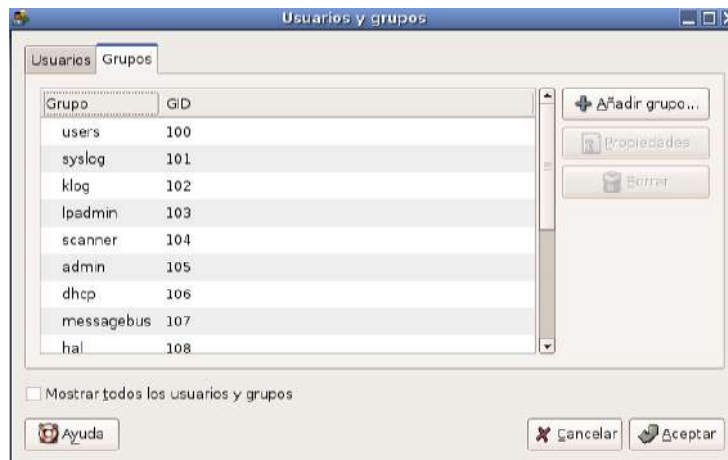 Usuarios y grupos
Usuarios Grupos
Grupo GID
users 100
syslog 101
klog 102
lpadmin 103
scanner 104
admin 105
dhcp 106
messagebus 107
hal 108
Añadir grupo...
Propiedades
Borrar
Mostrar todos los usuarios y grupos
Ayuda
Cancelar
Aceptar